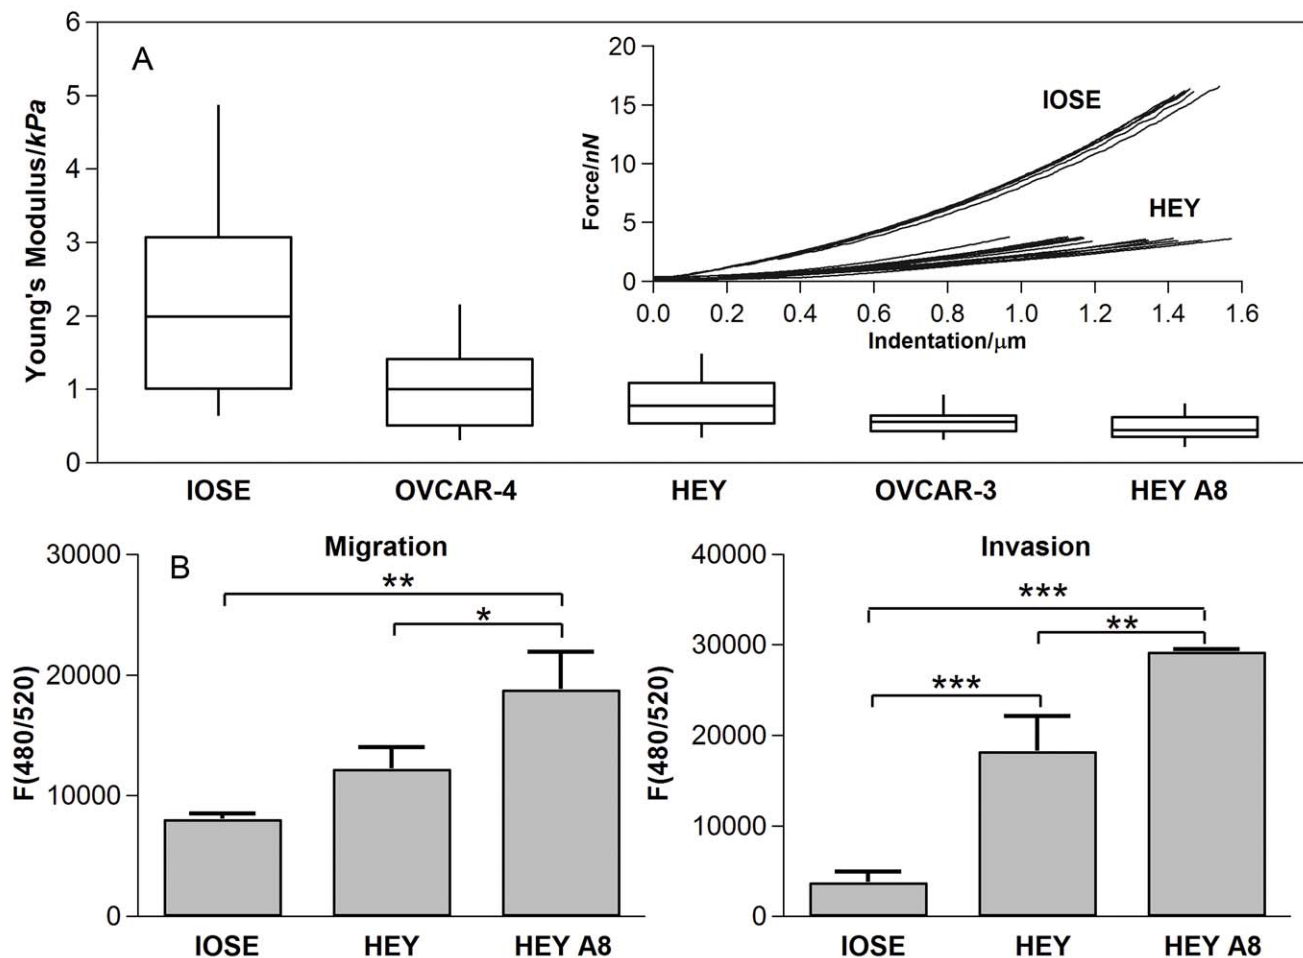 A
Young's Modulus/kPa
6
5
4
3
2
1
0
IOSE OVCAR-4 HEY OVCAR-3 HEY A8
Force/nN
20
15
10
5
0
IOSE
HEY
0.0 0.2 0.4 0.6 0.8 1.0 1.2 1.4 1.6
Indentation/μm
B
Migration
F(480/520)
30000
20000
10000
0
**
*
IOSE HEY HEY A8
Invasion
F(480/520)
40000
30000
20000
10000
0
***
**
***
IOSE HEY HEY A8